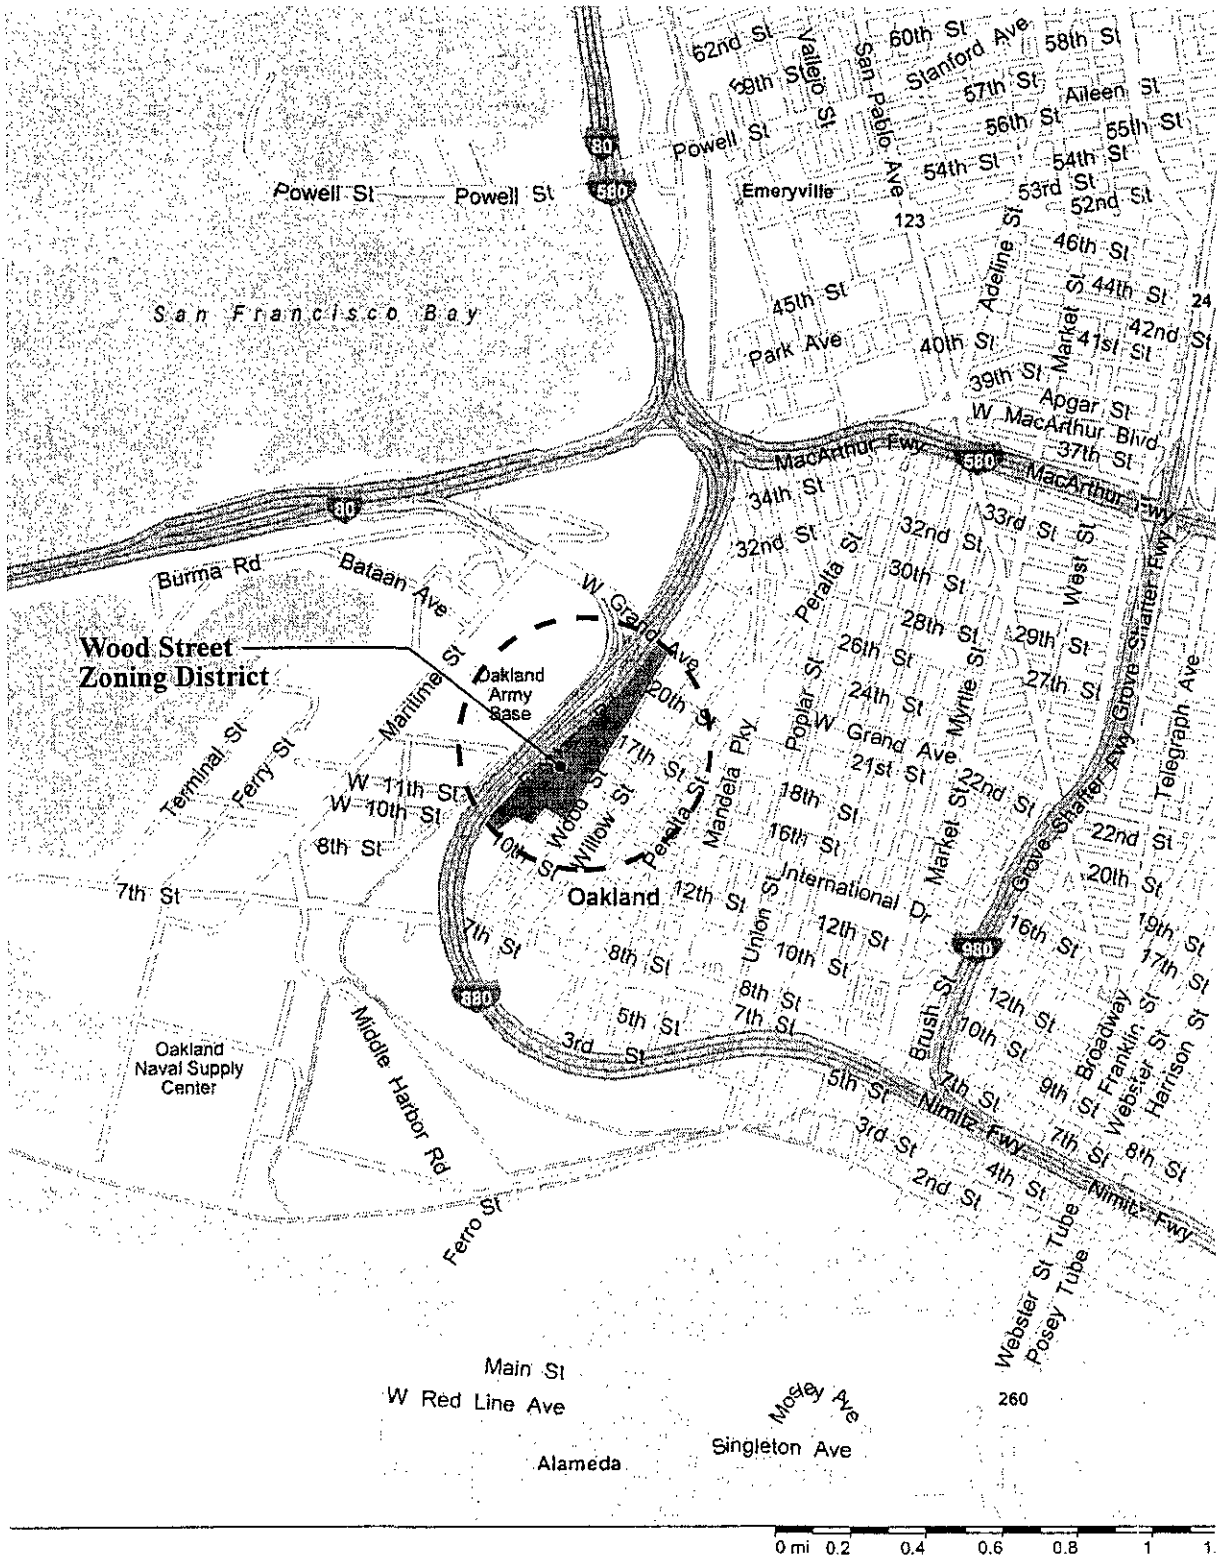 62nd St
Vallejo St
San Pablo Ave
60th St
Stanford Ave
58th St
59th St
57th St
Aileen St
80
Powell St
56th St
55th St
54th St
54th St
Powell St
Powell St
580
Emeryville
53rd St
52nd St
123
Adeline St
46th St
San Francisco Bay
45th St
Market St
44th St
24
42nd St
Park Ave
40th St
41st St
39th St
Apgar St
W MacArthur Blvd
37th St
MacArthur Fwy
580
MacArthur Fwy
34th St
80
33rd St
32nd St
32nd St
West St
Burma Rd
Bataan Ave
W Grand Ave
Peralta St
30th St
Grove Shafter Fwy
28th St
29th St
Wood Street
Zoning District
Maritime St
Oakland
Army
Base
20th St
26th St
Myrtle St
27th St
Poplar St
24th St
Telegraph Ave
Terminal St
Ferry St
17th St
Mandela Pky
W Grand Ave
21st St
22nd St
W 11th St
W 10th St
Wood St
Willow St
18th St
Market St
Grove Shafter Fwy
8th St
10th St
Peralta St
16th St
22nd St
20th St
7th St
Oakland
12th St
International Dr
Union St
12th St
16th St
19th St
17th St
7th St
8th St
10th St
980
880
8th St
Brush St
12th St
5th St
7th St
10th St
Broadway
Franklin St
Webster St
Harrison St
3rd St
Middle Harbor Rd
Oakland
Naval Supply
Center
5th St
7th St
9th St
Nimitz Fwy
3rd St
7th St
8th St
2nd St
4th St
Nimitz Fwy
Ferro St
Webster St Tube
Posey Tube
Main St
W Red Line Ave
Mosley Ave
260
Singleton Ave
Alameda
0 mi 0.2 0.4 0.6 0.8 1 1.